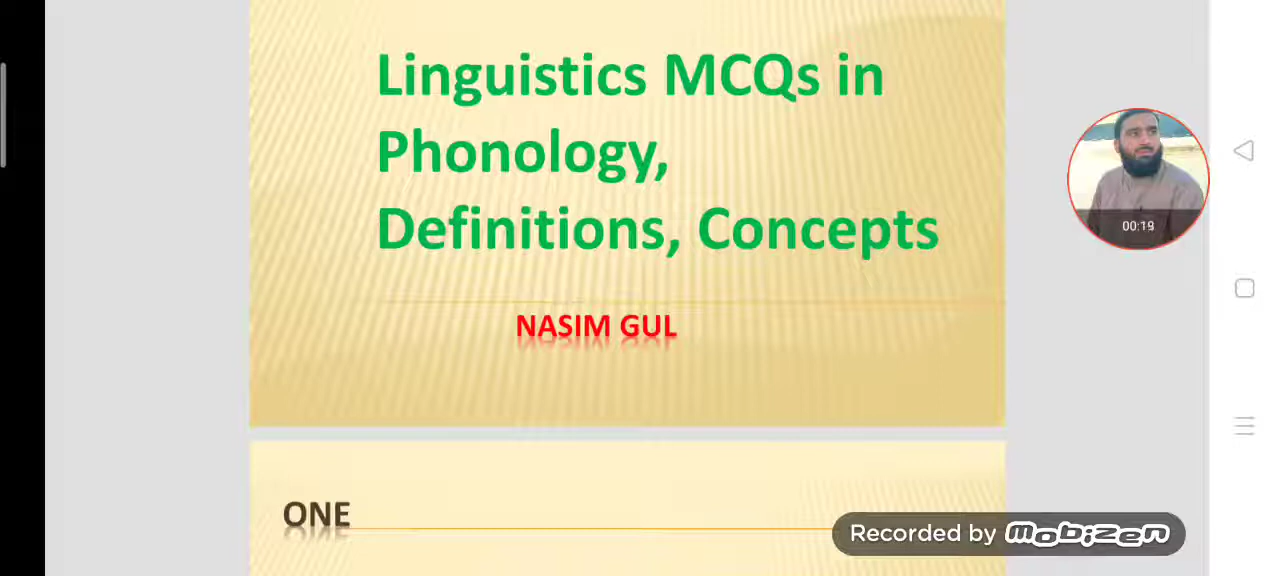 Linguistics MCQs in
Phonology,
Definitions, Concepts
NASIM GUL
00:19
ONE
Recorded by mobizen